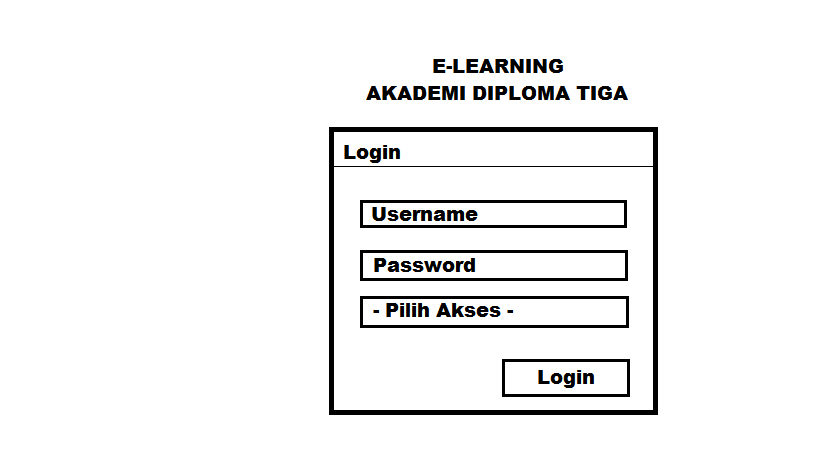 E-LEARNING
AKADEMI DIPLOMA TIGA
Login
Username
Password
- Pilih Akses -
Login